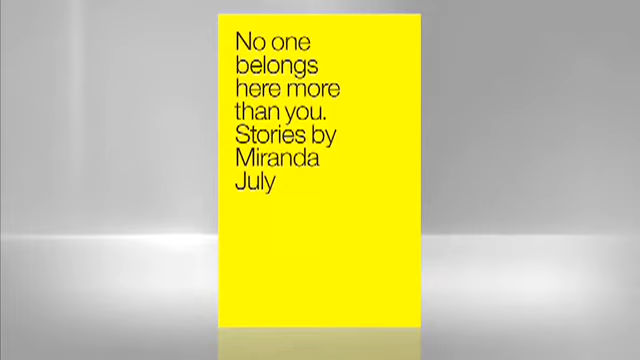 No one
belongs
here more
than you.
Stories by
Miranda
July